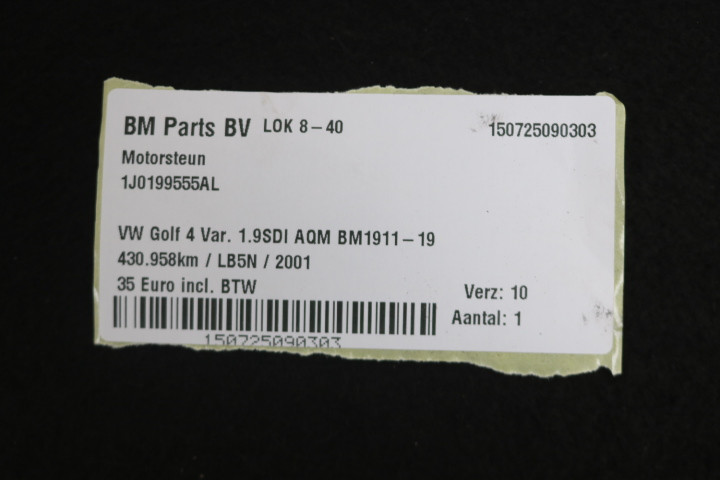 BM Parts BV LOK 8-40 150725090303
Motorsteun
1J0199555AL
VW Golf 4 Var. 1.9SDI AQM BM1911-19
430.958km / LB5N / 2001
35 Euro incl. BTW Verz: 10
Aantal: 1
150725090303